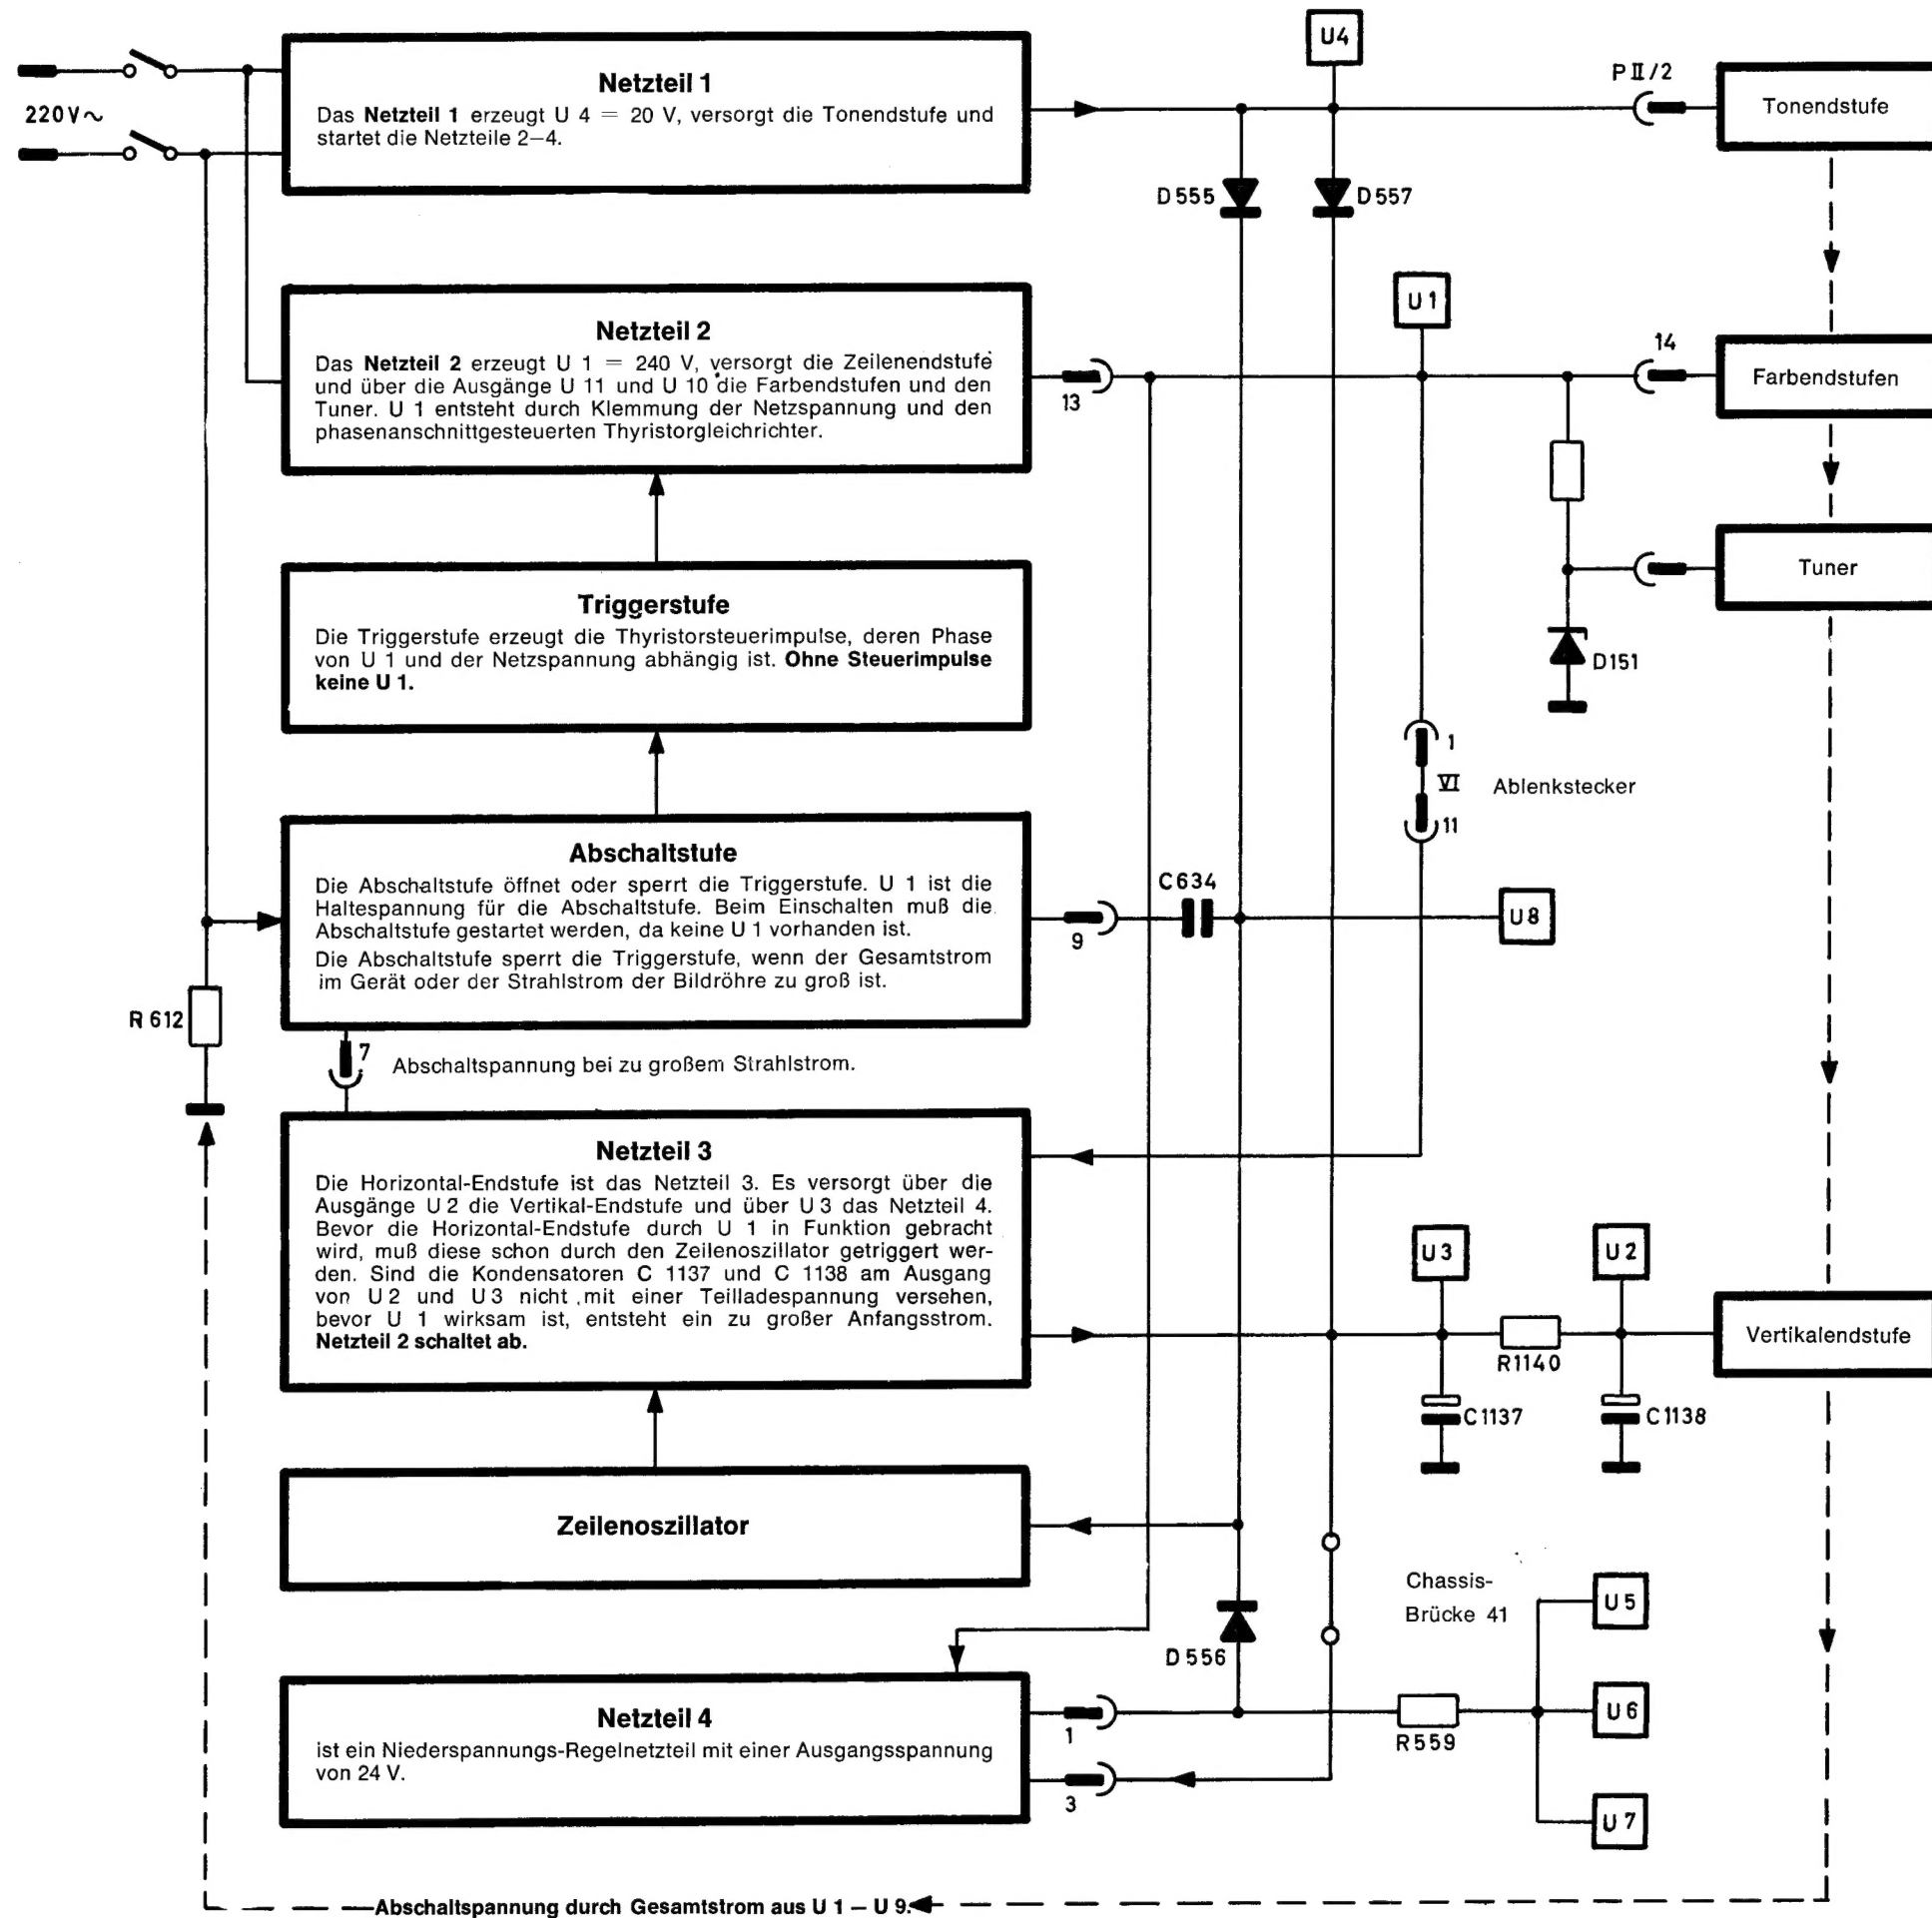 U4
P II/2
Netzteil 1
Das Netzteil 1 erzeugt U 4 = 20 V, versorgt die Tonendstufe und
startet die Netzteile 2–4.
220V~
Tonendstufe
D 555
D 557
U 1
Netzteil 2
Das Netzteil 2 erzeugt U 1 = 240 V, versorgt die Zeilenendstufe
und über die Ausgänge U 11 und U 10 die Farbendstufen und den
Tuner. U 1 entsteht durch Klemmung der Netzspannung und den
phasenanschnittgesteuerten Thyristorgleichrichter.
13
14
Farbendstufen
Tuner
D151
Triggerstufe
Die Triggerstufe erzeugt die Thyristorsteuerimpulse, deren Phase
von U 1 und der Netzspannung abhängig ist. Ohne Steuerimpulse
keine U 1.
1
VI
Ablenkstecker
11
Abschaltstufe
Die Abschaltstufe öffnet oder sperrt die Triggerstufe. U 1 ist die
Haltespannung für die Abschaltstufe. Beim Einschalten muß die
Abschaltstufe gestartet werden, da keine U 1 vorhanden ist.
Die Abschaltstufe sperrt die Triggerstufe, wenn der Gesamtstrom
im Gerät oder der Strahlstrom der Bildröhre zu groß ist.
C634
9
U8
R 612
7
Abschaltspannung bei zu großem Strahlstrom.
Netzteil 3
Die Horizontal-Endstufe ist das Netzteil 3. Es versorgt über die
Ausgänge U 2 die Vertikal-Endstufe und über U 3 das Netzteil 4.
Bevor die Horizontal-Endstufe durch U 1 in Funktion gebracht
wird, muß diese schon durch den Zeilenoszillator getriggert wer-
den. Sind die Kondensatoren C 1137 und C 1138 am Ausgang
von U 2 und U 3 nicht mit einer Teilladespannung versehen,
bevor U 1 wirksam ist, entsteht ein zu großer Anfangsstrom.
Netzteil 2 schaltet ab.
U 3
U 2
R1140
Vertikalendstufe
C1137
C1138
Zeilenoszillator
Chassis-
Brücke 41
D 556
U 5
U 6
U 7
R559
Netzteil 4
ist ein Niederspannungs-Regelnetzteil mit einer Ausgangsspannung
von 24 V.
1
3
Abschaltspannung durch Gesamtstrom aus U 1 – U 9.